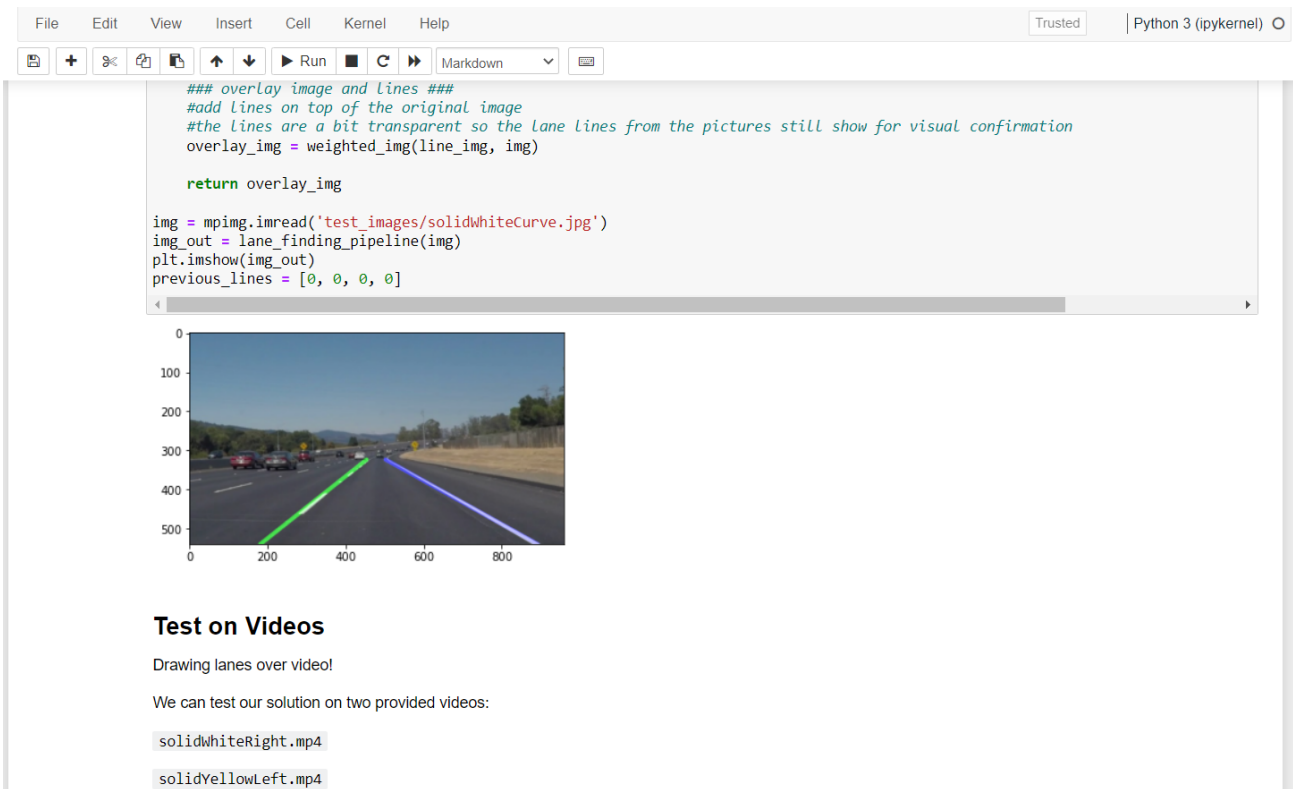 File Edit View Insert Cell Kernel Help Trusted Python 3 (ipykernel)
Run Markdown
### overlay image and lines ###
#add lines on top of the original image
#the lines are a bit transparent so the lane lines from the pictures still show for visual confirmation
overlay_img = weighted_img(line_img, img)
return overlay_img
img = mpimg.imread('test_images/solidWhiteCurve.jpg')
img_out = lane_finding_pipeline(img)
plt.imshow(img_out)
previous_lines = [0, 0, 0, 0]
0
100
200
300
400
500
0 200 400 600 800
Test on Videos
Drawing lanes over video!
We can test our solution on two provided videos:
solidWhiteRight.mp4
solidYellowLeft.mp4